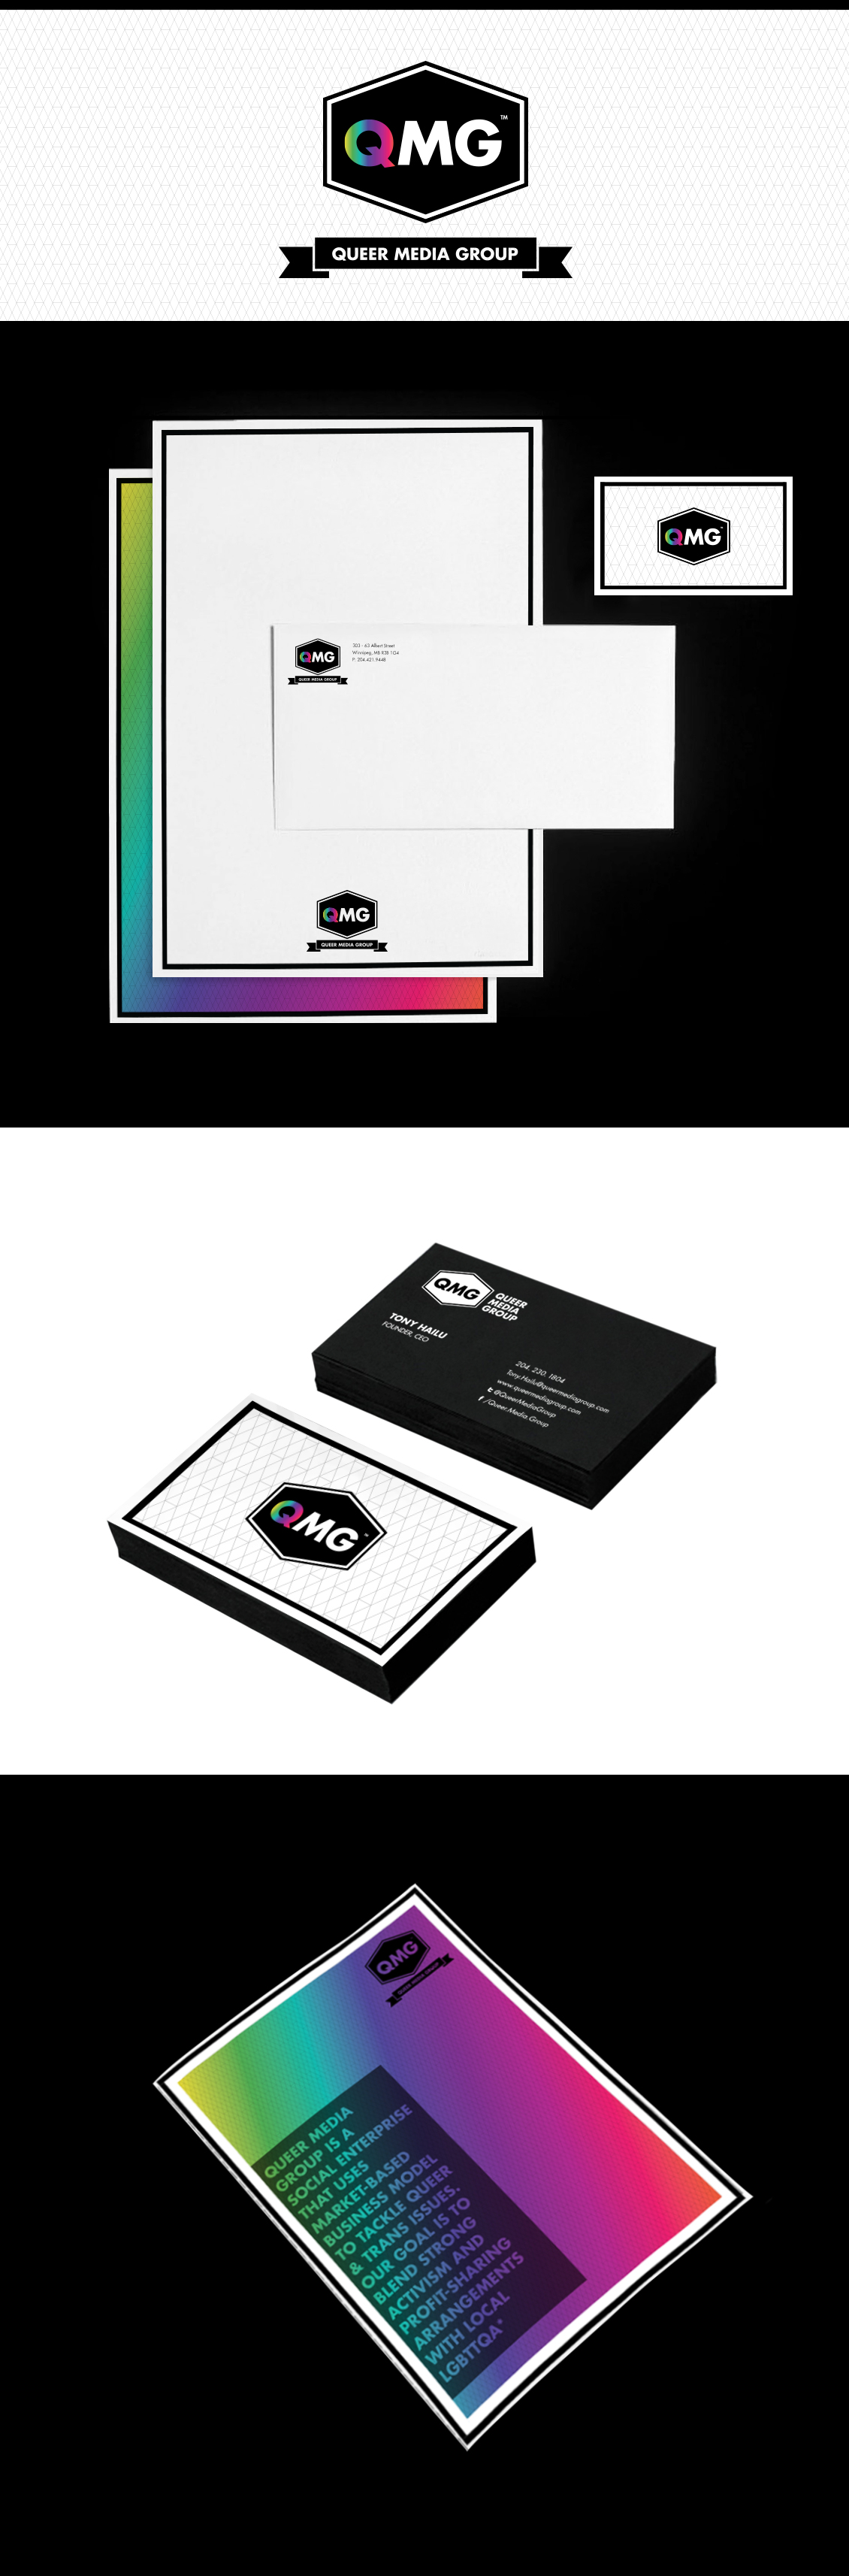 QMG™
QUEER MEDIA GROUP
QMG
QMG
QUEER MEDIA GROUP
303 - 63 Albert Street
Winnipeg, MB R3B 1G4
P: 204.421.9448
QMG
QUEER MEDIA GROUP
QMG
QUEER
MEDIA
GROUP
TONY HAILU
FOUNDER, CEO
204. 230. 1804
Tony.Hailu@queermediagroup.com
www.queermediagroup.com
@QueerMediaGroup
/Queer.Media.Group
QMG™
QMG
QUEER MEDIA GROUP
QUEER MEDIA
GROUP IS A
SOCIAL ENTERPRISE
THAT USES
MARKET-BASED
BUSINESS MODEL
TO TACKLE QUEER
& TRANS ISSUES.
OUR GOAL IS TO
BLEND STRONG
ACTIVISM AND
PROFIT-SHARING
ARRANGEMENTS
WITH LOCAL
LGBTTQA*